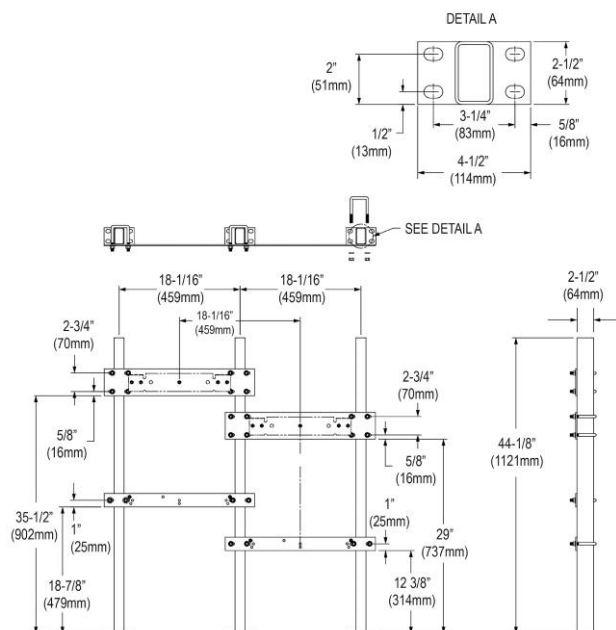 DETAIL A
2"
(51mm)
2-1/2"
(64mm)
3-1/4"
(83mm)
1/2"
(13mm)
5/8"
(16mm)
4-1/2"
(114mm)
SEE DETAIL A
18-1/16"
(459mm)
18-1/16"
(459mm)
2-1/2"
(64mm)
18-1/16"
(459mm)
2-3/4"
(70mm)
2-3/4"
(70mm)
5/8"
(16mm)
44-1/8"
(1121mm)
5/8"
(16mm)
1"
(25mm)
35-1/2"
(902mm)
1"
(25mm)
29"
(737mm)
18-7/8"
(479mm)
12 3/8"
(314mm)